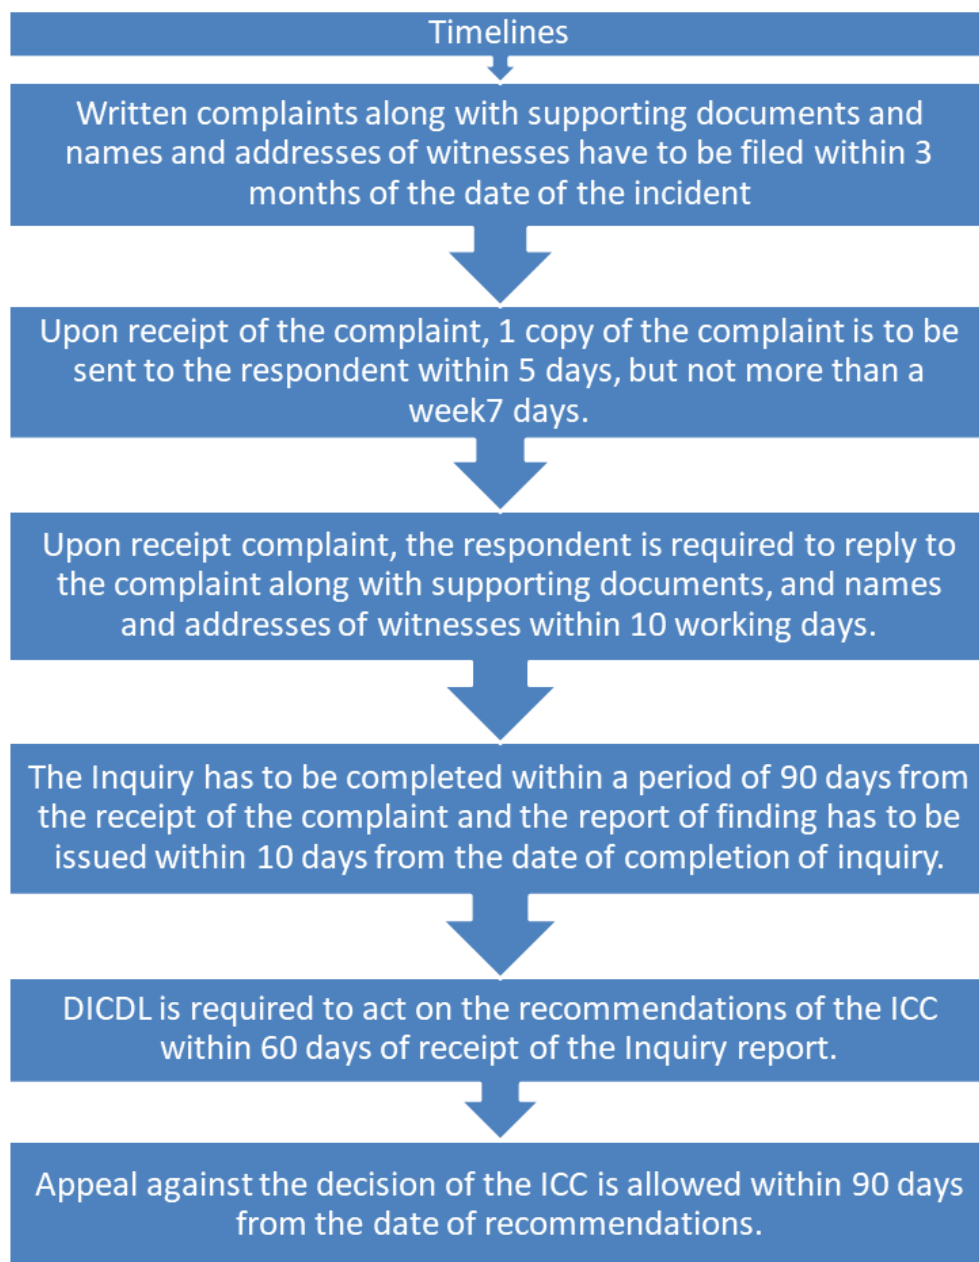 Timelines
Written complaints along with supporting documents and
names and addresses of witnesses have to be filed within 3
months of the date of the incident
Upon receipt of the complaint, 1 copy of the complaint is to be
sent to the respondent within 5 days, but not more than a
week7 days.
Upon receipt complaint, the respondent is required to reply to
the complaint along with supporting documents, and names
and addresses of witnesses within 10 working days.
The Inquiry has to be completed within a period of 90 days from
the receipt of the complaint and the report of finding has to be
issued within 10 days from the date of completion of inquiry.
DICDL is required to act on the recommendations of the ICC
within 60 days of receipt of the Inquiry report.
Appeal against the decision of the ICC is allowed within 90 days
from the date of recommendations.